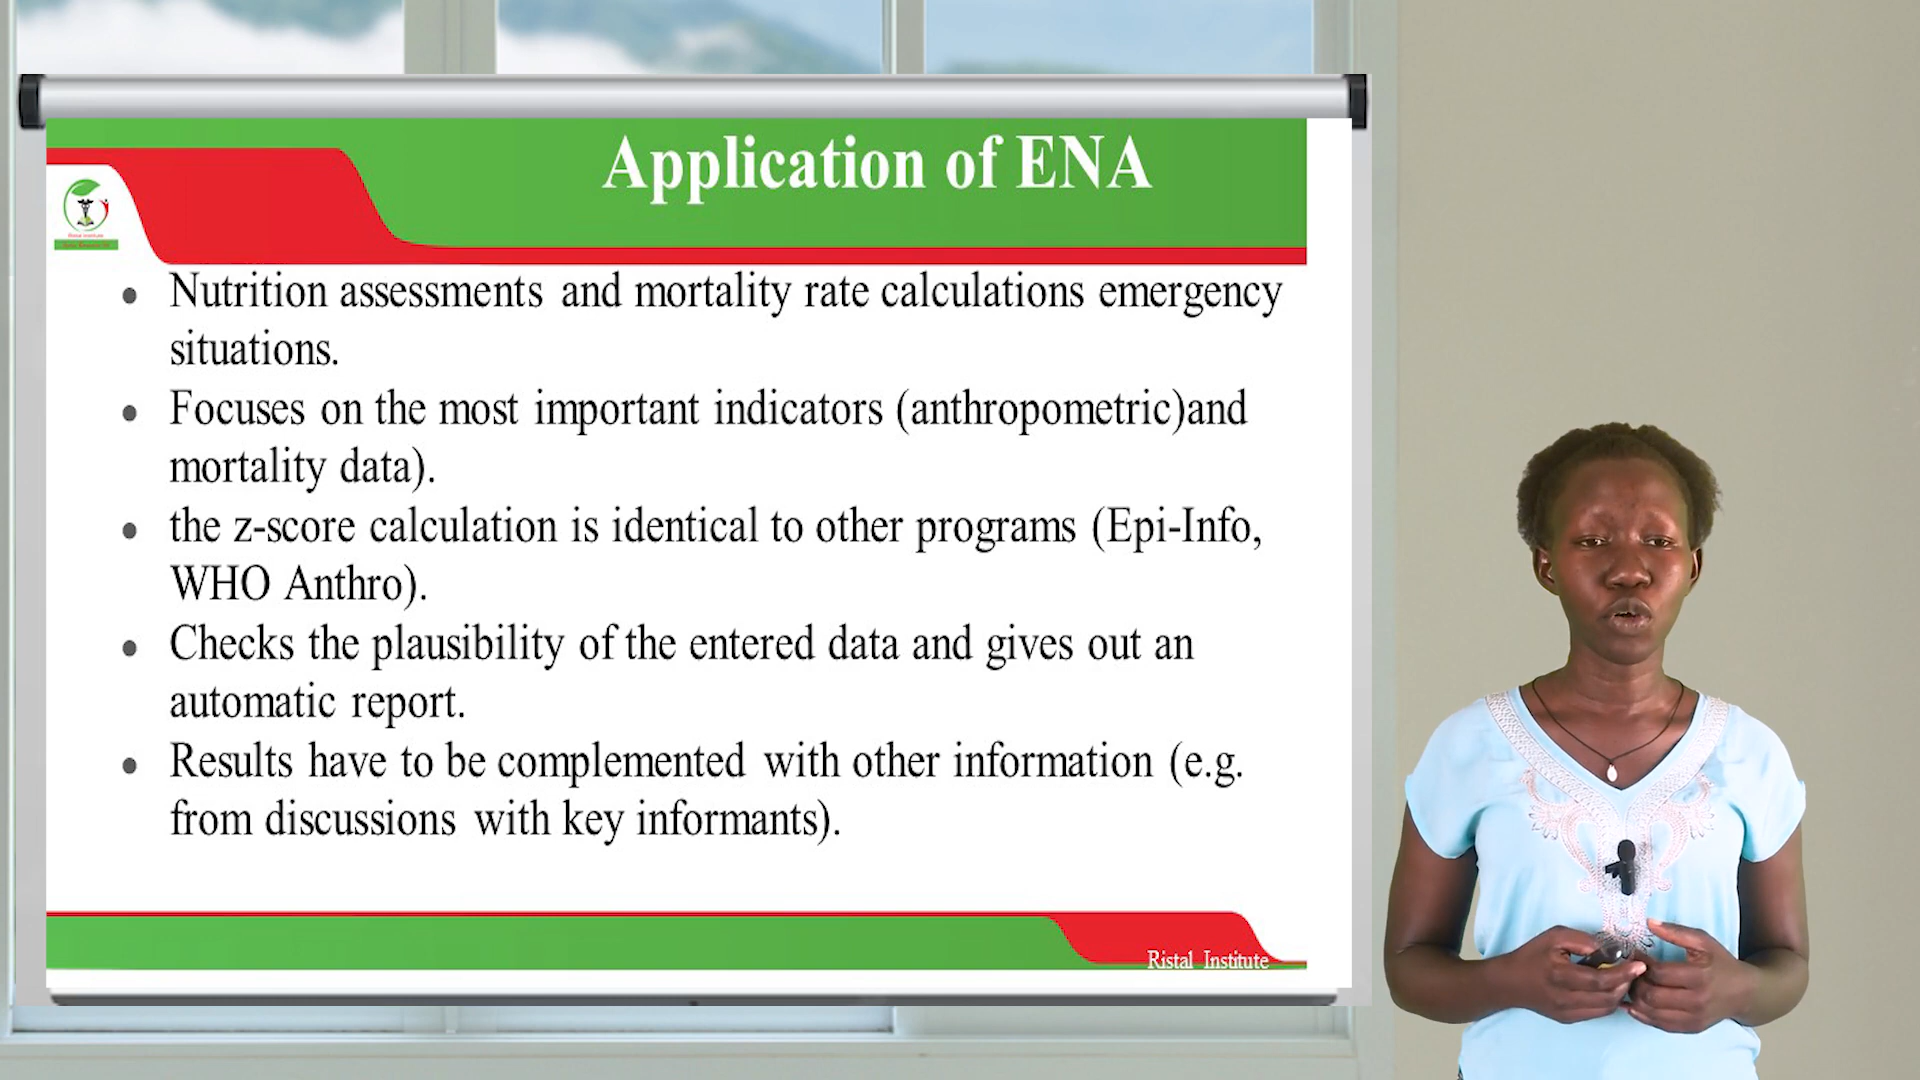 Application of ENA
Nutrition assessments and mortality rate calculations emergency
situations.
Focuses on the most important indicators (anthropometric)and
mortality data).
the z-score calculation is identical to other programs (Epi-Info,
WHO Anthro).
Checks the plausibility of the entered data and gives out an
automatic report.
Results have to be complemented with other information (e.g.
from discussions with key informants).
Ristal Institute